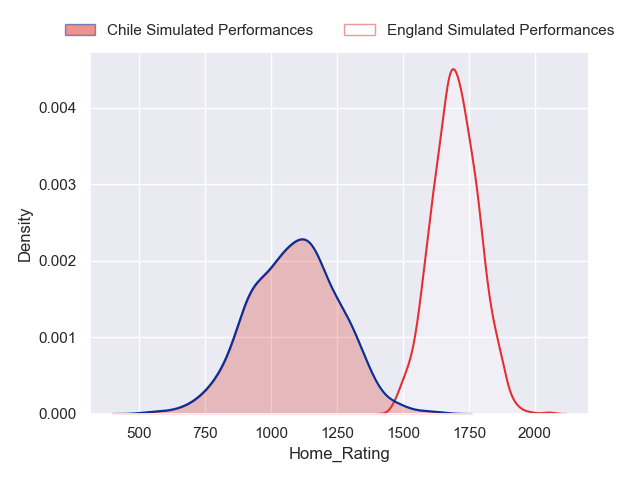 Chile Simulated Performances England Simulated Performances
0.004
0.003
0.002
0.001
0.000
Density
500 750 1000 1250 1500 1750 2000
Home_Rating